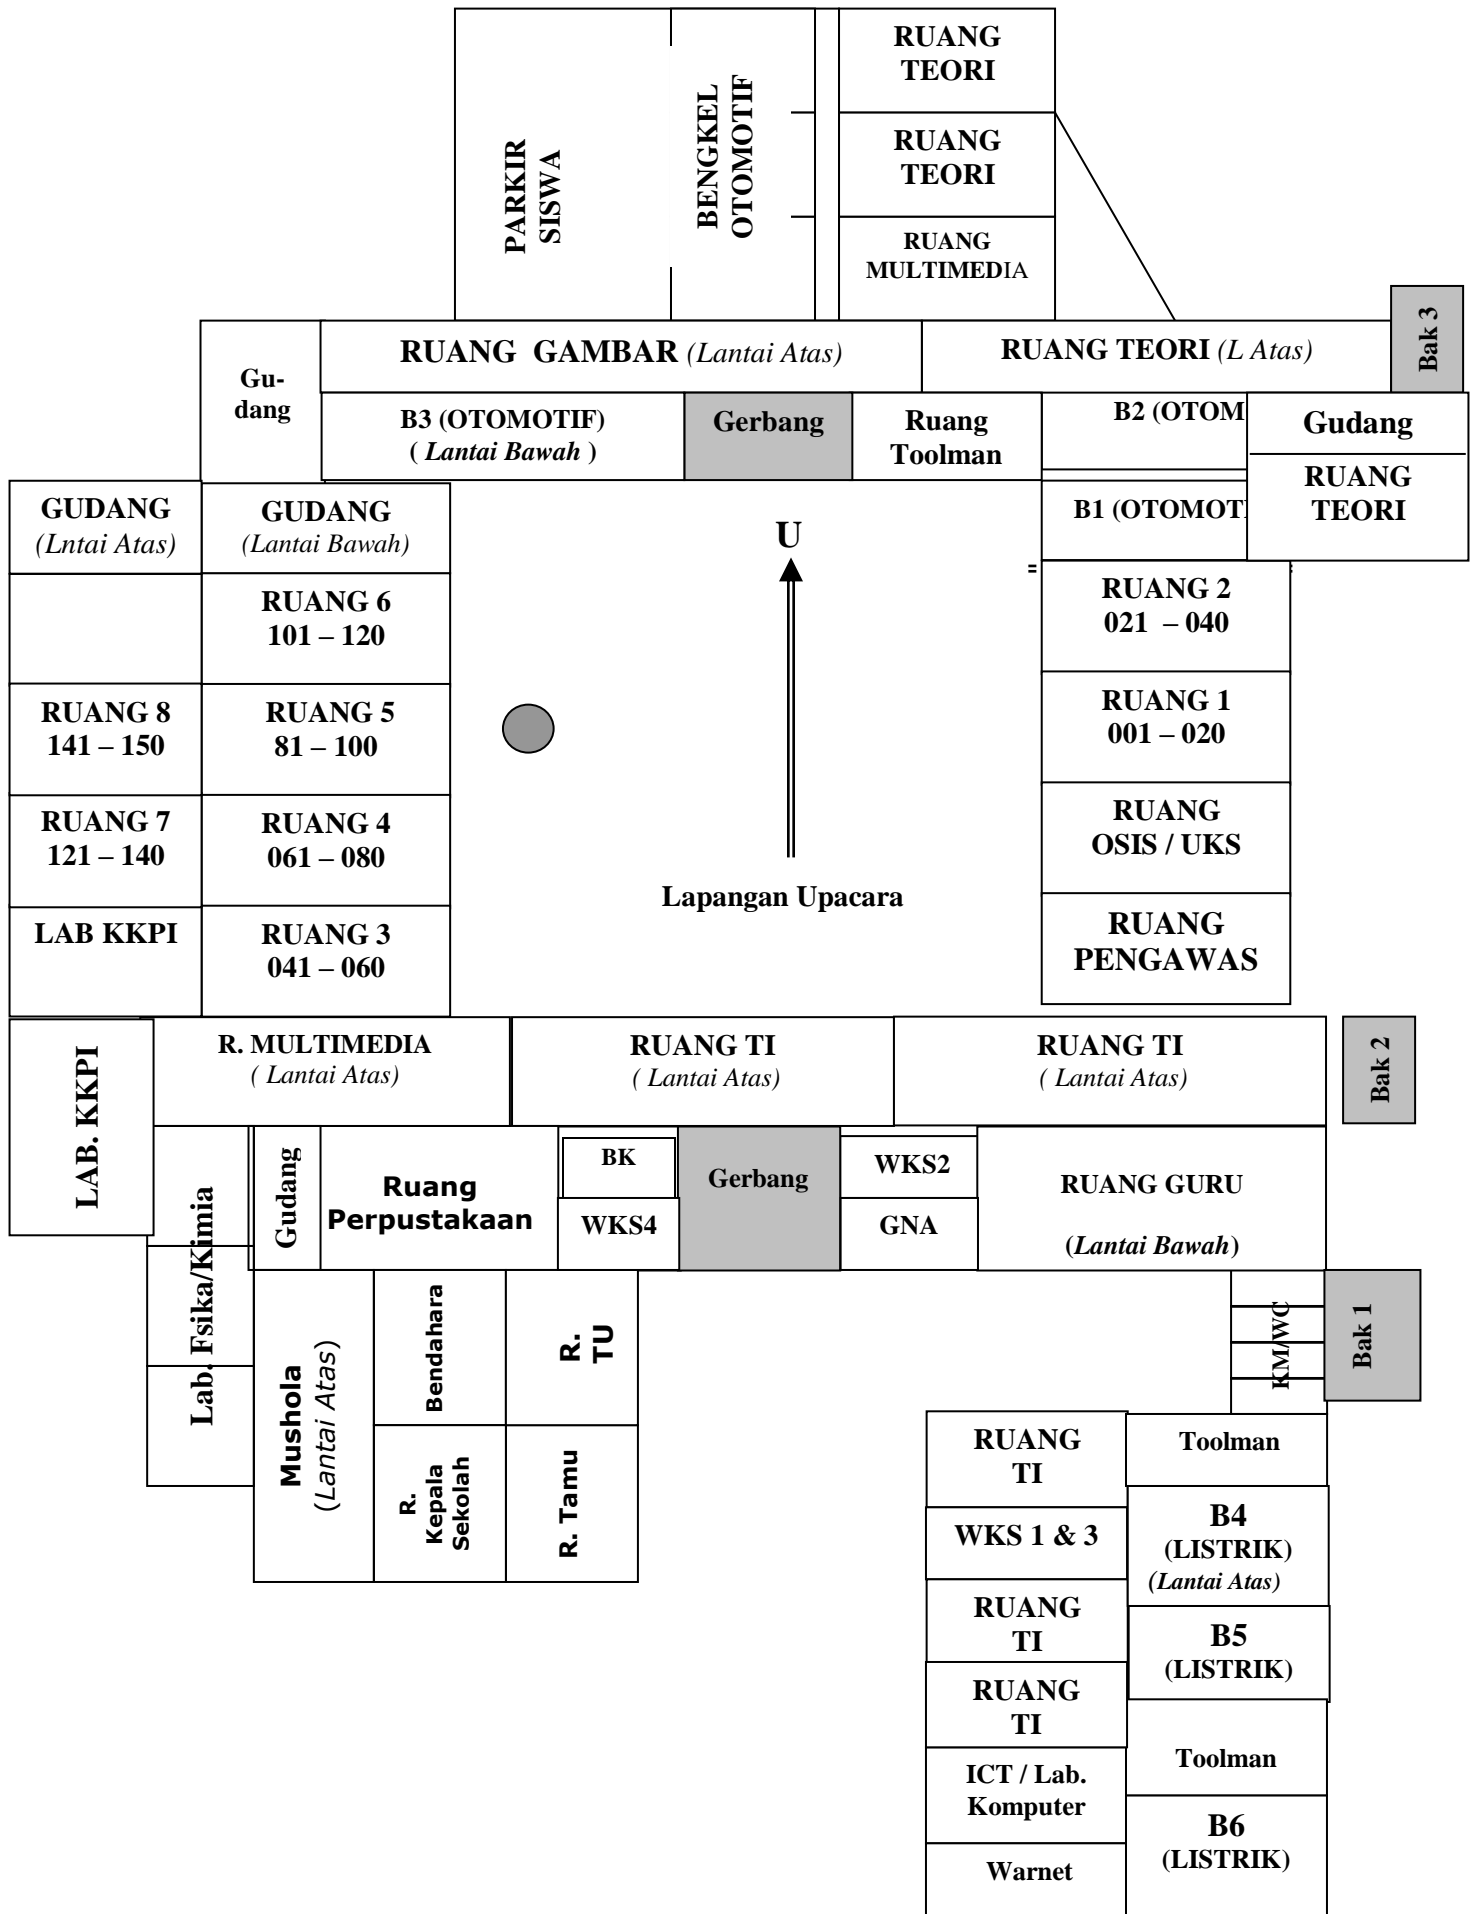 PARKIR
SISWA
BENGKEL
OTOMOTIF
RUANG
TEORI
RUANG
TEORI
RUANG
MULTIMEDIA
Bak 3
Gu-
dang
RUANG GAMBAR (Lantai Atas)
RUANG TEORI (L Atas)
B3 (OTOMOTIF)
( Lantai Bawah )
Gerbang
Ruang
Toolman
B2 (OTOM
Gudang
RUANG
TEORI
GUDANG
(Lntai Atas)
GUDANG
(Lantai Bawah)
U
B1 (OTOMOTI
RUANG 6
101 – 120
RUANG 2
021 – 040
RUANG 8
141 – 150
RUANG 5
81 – 100
RUANG 1
001 – 020
RUANG 7
121 – 140
RUANG 4
061 – 080
RUANG
OSIS / UKS
Lapangan Upacara
LAB KKPI
RUANG 3
041 – 060
RUANG
PENGAWAS
LAB. KKPI
R. MULTIMEDIA
( Lantai Atas)
RUANG TI
( Lantai Atas)
RUANG TI
( Lantai Atas)
Bak 2
Lab. Fsika/Kimia
Gudang
Ruang
Perpustakaan
BK
WKS4
Gerbang
WKS2
GNA
RUANG GURU
(Lantai Bawah)
Mushola
(Lantai Atas)
Bendahara
R.
TU
KM/WC
Bak 1
R.
Kepala
Sekolah
R. Tamu
RUANG
TI
Toolman
WKS 1 & 3
B4
(LISTRIK)
(Lantai Atas)
RUANG
TI
B5
(LISTRIK)
RUANG
TI
Toolman
ICT / Lab.
Komputer
B6
(LISTRIK)
Warnet